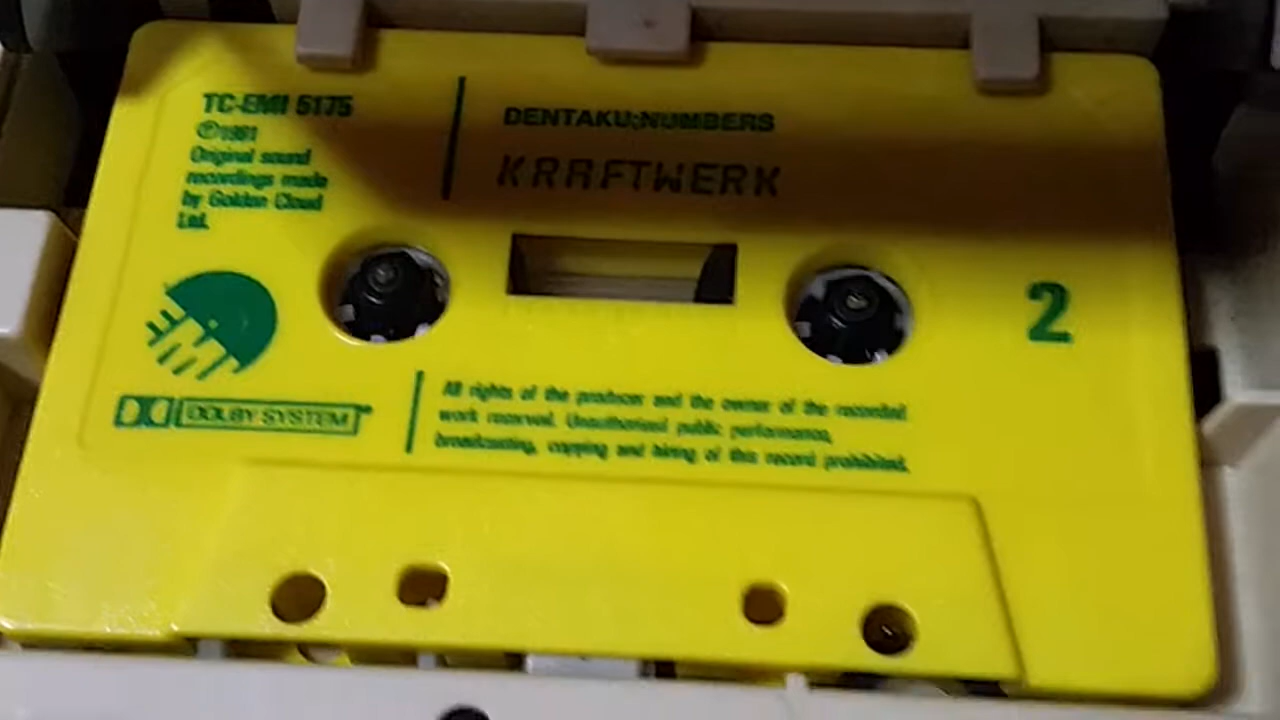 TC-EMI 5175
℗1981
Original sound
recordings made
by Golden Cloud
Ltd.
DENTAKU;NUMBERS
KRAFTWERK
2
DOLBY SYSTEM
All rights of the producer and the owner of the recorded
work reserved. Unauthorised public performance,
broadcasting, copying and hiring of this record prohibited.